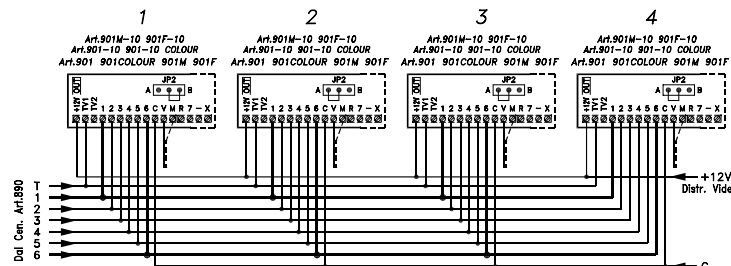 1 2 3 4
Art.901M-10 901F-10 Art.901M-10 901F-10 Art.901M-10 901F-10 Art.901M-10 901F-10
Art.901-10 901-10 COLOUR Art.901-10 901-10 COLOUR Art.901-10 901-10 COLOUR Art.901-10 901-10 COLOUR
Art.901 901COLOUR 901M 901F Art.901 901COLOUR 901M 901F Art.901 901COLOUR 901M 901F Art.901 901COLOUR 901M 901F
OUT JP2 OUT JP2 OUT JP2 OUT JP2
A B A B A B A B
+12V TV1 TV2 1 2 3 4 5 6 C V M R 7 - X +12V TV1 TV2 1 2 3 4 5 6 C V M R 7 - X +12V TV1 TV2 1 2 3 4 5 6 C V M R 7 - X +12V TV1 TV2 1 2 3 4 5 6 C V M R 7 - X
+12V
Distr. Vide
Dal Cen. Art.890
T
1
2
3
4
5
6
C